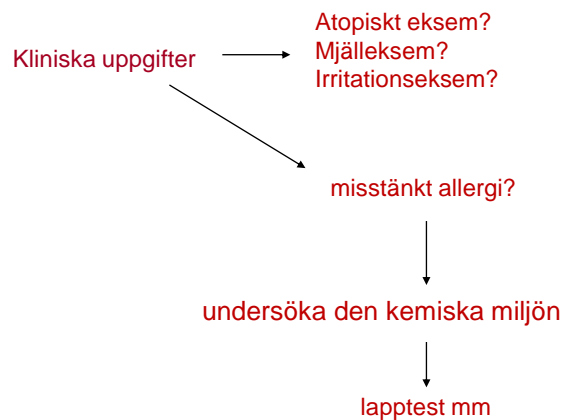 Kliniska uppgifter
Atopiskt eksem?
Mjälleksem?
Irritationseksem?
misstänkt allergi?
undersöka den kemiska miljön
lapptest mm